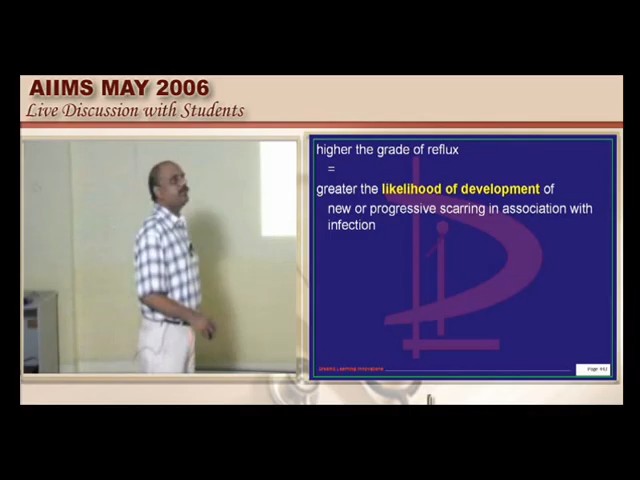 AIIMS MAY 2006
Live Discussion with Students
higher the grade of reflux
=
greater the likelihood of development of
new or progressive scarring in association with
infection